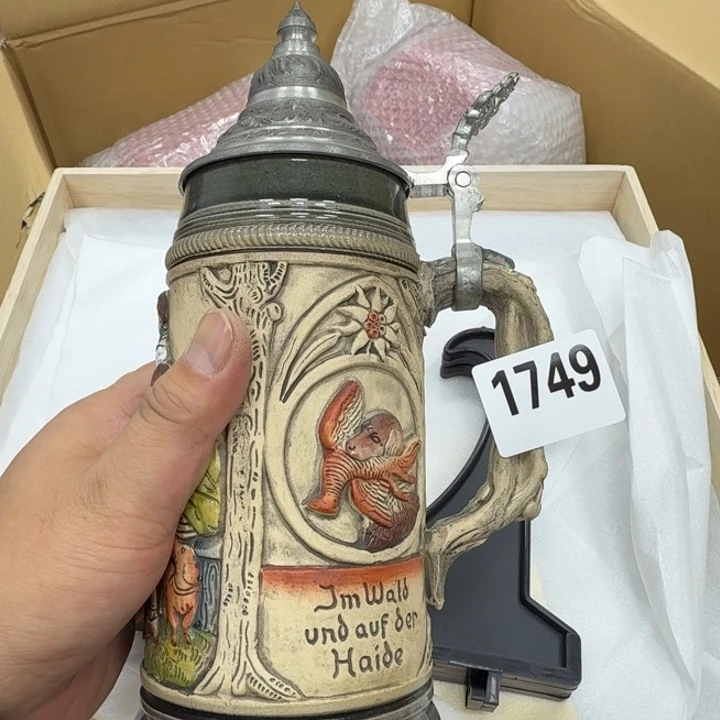 1749
Im Wald
und auf der
Haide